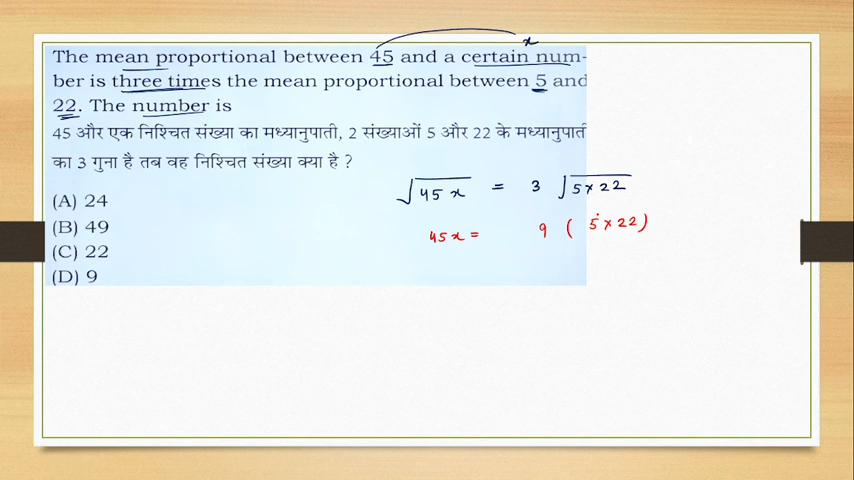 The mean proportional between 45 and a certain num-
x
ber is three times the mean proportional between 5 and
22. The number is
45 और एक निश्चित संख्या का मध्यानुपाती, 2 संख्याओं 5 और 22 के मध्यानुपाती
का 3 गुना है तब वह निश्चित संख्या क्या है ?
(A) 24
(B) 49
(C) 22
(D) 9
√45 x = 3 √5 × 22
45 x = 9 ( 5 × 22 )